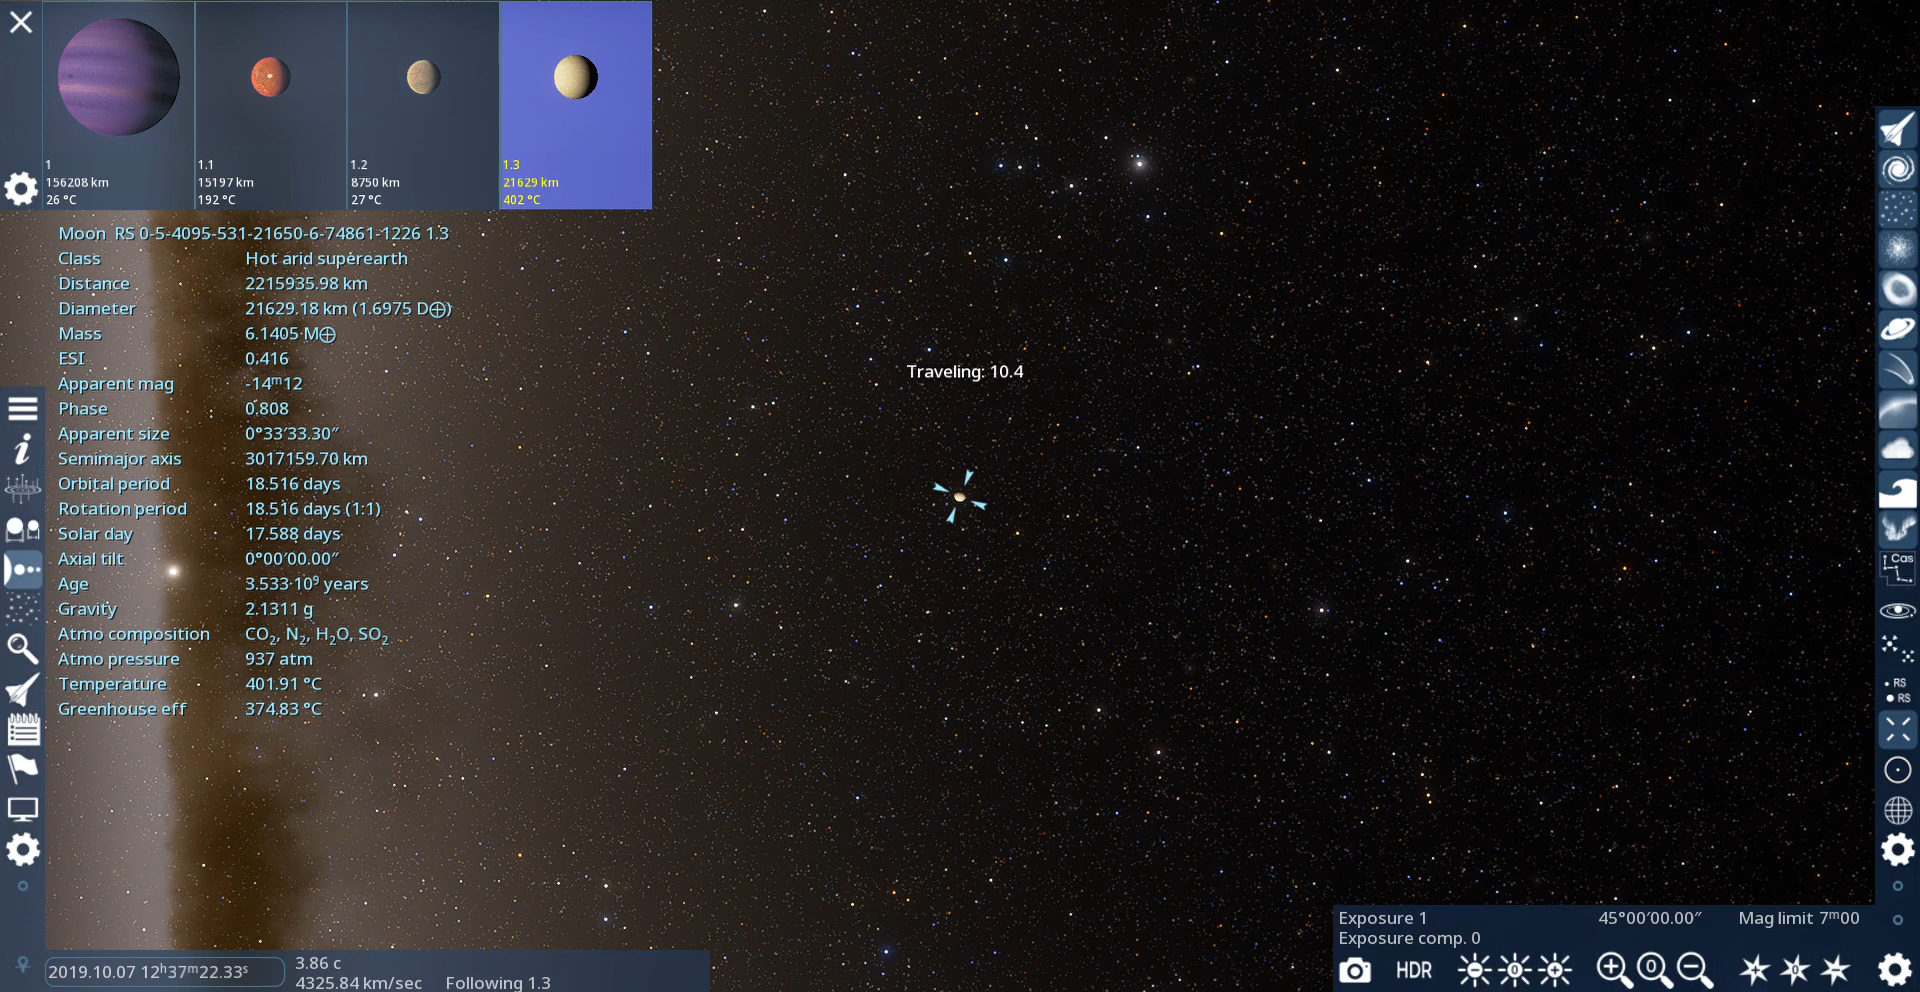 1
156208 km
26 °C
1.1
15197 km
192 °C
1.2
8750 km
27 °C
1.3
21629 km
402 °C
Moon RS 0-5-4095-531-21650-6-74861-1226 1.3
Class Hot arid superearth
Distance 2215935.98 km
Diameter 21629.18 km (1.6975 D⊕)
Mass 6.1405 M⊕
ESI 0.416
Apparent mag -14ᵐ12
Phase 0.808
Apparent size 0°33′33.30″
Semimajor axis 3017159.70 km
Orbital period 18.516 days
Rotation period 18.516 days (1:1)
Solar day 17.588 days
Axial tilt 0°00′00.00″
Age 3.533·10⁹ years
Gravity 2.1311 g
Atmo composition CO₂, N₂, H₂O, SO₂
Atmo pressure 937 atm
Temperature 401.91 °C
Greenhouse eff 374.83 °C
Traveling: 10.4
Cas
RS
RS
Exposure 1 45°00′00.00″ Mag limit 7ᵐ00
Exposure comp. 0
HDR
0
0
2019.10.07 12ʰ37ᵐ22.33ˢ
3.86 c
4325.84 km/sec Following 1.3